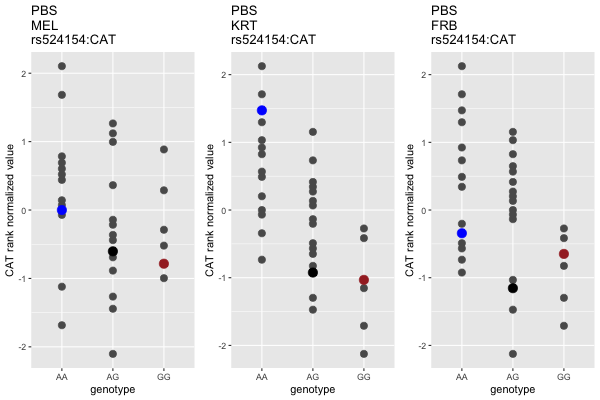 PBS
MEL
rs524154:CAT
CAT rank normalized value
2
1
0
-1
-2
AA AG GG
genotype
PBS
KRT
rs524154:CAT
CAT rank normalized value
2
1
0
-1
-2
AA AG GG
genotype
PBS
FRB
rs524154:CAT
CAT rank normalized value
2
1
0
-1
-2
AA AG GG
genotype